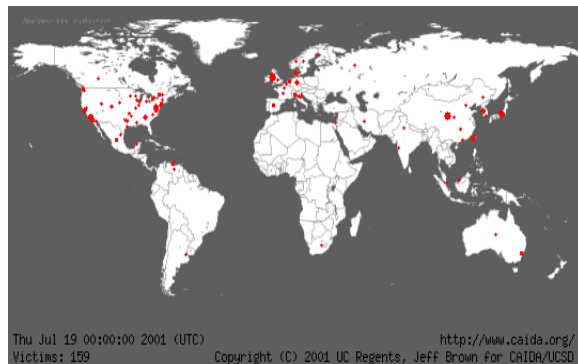 Thu Jul 19 00:00:00 2001 (UTC)
http://www.caida.org/
Victims: 159
Copyright (C) 2001 UC Regents, Jeff Brown for CAIDA/UCSD